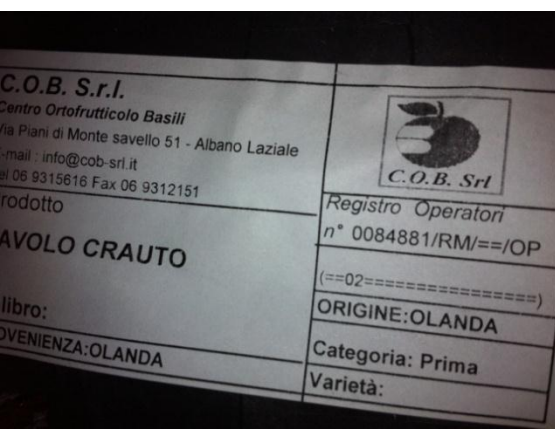 C.O.B. S.r.l.
Centro Ortofrutticolo Basili
Via Piani di Monte savello 51 - Albano Laziale
-mail : info@cob-srl.it
el 06 9315616 Fax 06 9312151
rodotto
AVOLO CRAUTO
libro:
OVENIENZA:OLANDA
C.O.B. Srl
Registro Operatori
n° 0084881/RM/==/OP
(==02================)
ORIGINE:OLANDA
Categoria: Prima
Varietà: